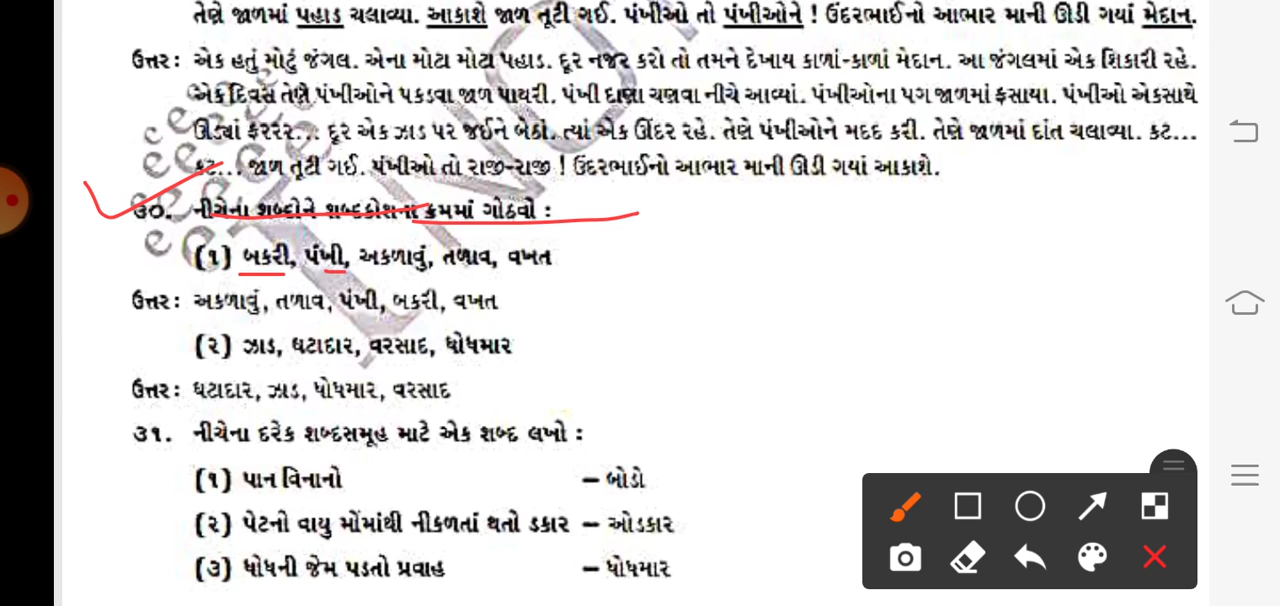 તેણે જાળમાં પહાડ ચલાવ્યા. આકાશે જાળ તૂટી ગઈ. પંખીઓ તો પંખીઓને ! ઉંદરભાઈનો આભાર માની ઊડી ગયાં મેદાન.
ઉત્તર : એક હતું મોટું જંગલ. એના મોટા મોટા પહાડ. દૂર નજર કરો તો તમને દેખાય કાળાં-કાળાં મેદાન. આ જંગલમાં એક શિકારી રહે.
એક દિવસ તેણે પંખીઓને પકડવા જાળ પાથરી. પંખી દાણા ચણવા નીચે આવ્યાં. પંખીઓના પગ જાળમાં ફસાયા. પંખીઓ એકસાથે
ઊડ્યાં ફરરર... દૂર એક ઝાડ પર જઈને બેઠાં. ત્યાં એક ઊંદર રહે. તેણે પંખીઓને મદદ કરી. તેણે જાળમાં દાંત ચલાવ્યા. કટ...
કટ... જાળ તૂટી ગઈ. પંખીઓ તો રાજી-રાજી ! ઉંદરભાઈનો આભાર માની ઊડી ગયાં આકાશે.
૩૦. નીચેના શબ્દોને શબ્દકોશના ક્રમમાં ગોઠવો :
(૧) બકરી, પંખી, અકળાવું, તળાવ, વખત
ઉત્તર : અકળાવું, તળાવ, પંખી, બકરી, વખત
(૨) ઝાડ, ઘટાદાર, વરસાદ, ધોધમાર
ઉત્તર : ઘટાદાર, ઝાડ, ધોધમાર, વરસાદ
૩૧. નીચેના દરેક શબ્દસમૂહ માટે એક શબ્દ લખો :
(૧) પાન વિનાનો – બોડો
(૨) પેટનો વાયુ મોંમાંથી નીકળતાં થતો ડકાર – ઓડકાર
(૩) ધોધની જેમ પડતો પ્રવાહ – ધોધમાર